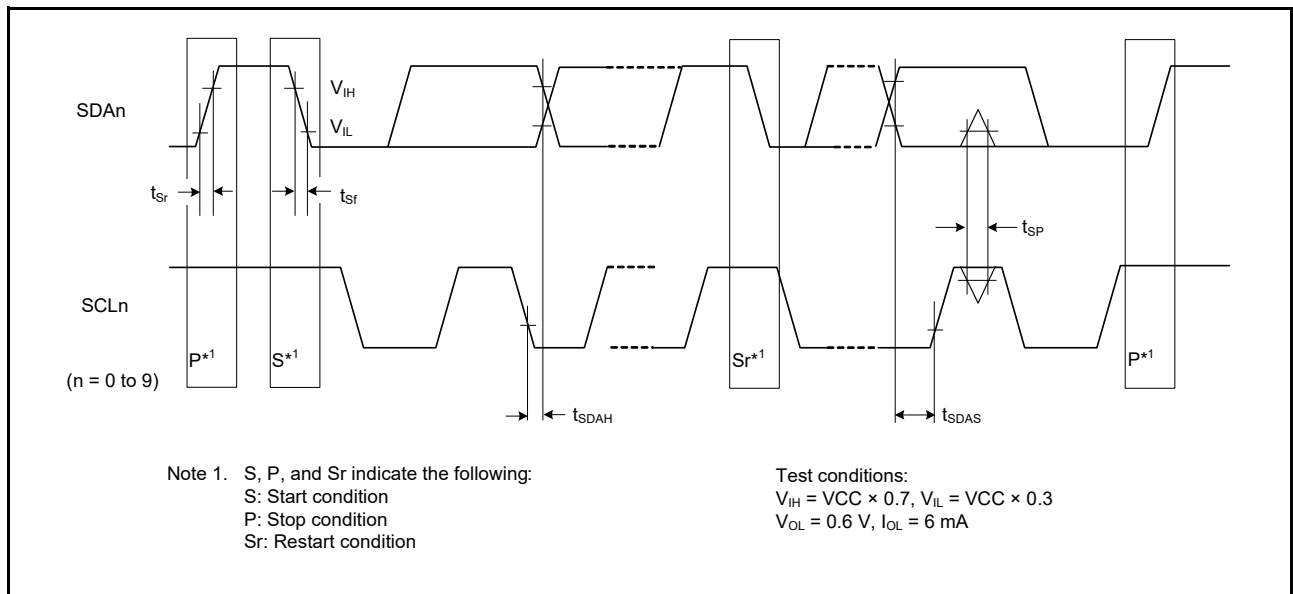 SDAn
V_IH
V_IL
t_Sr
t_Sf
t_SP
SCLn
P*1
S*1
Sr*1
P*1
(n = 0 to 9)
t_SDAH
t_SDAS
Note 1. S, P, and Sr indicate the following:
S: Start condition
P: Stop condition
Sr: Restart condition
Test conditions:
V_IH = VCC × 0.7, V_IL = VCC × 0.3
V_OL = 0.6 V, I_OL = 6 mA